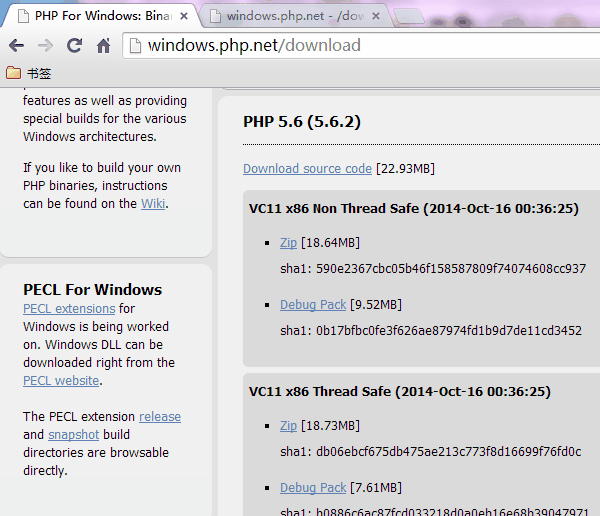 PHP For Windows: Bina
windows.php.net - /dow
windows.php.net/download
书签
features as well as providing
special builds for the various
Windows architectures.
If you like to build your own
PHP binaries, instructions
can be found on the Wiki.
PECL For Windows
PECL extensions for
Windows is being worked
on. Windows DLL can be
downloaded right from the
PECL website.
The PECL extension release
and snapshot build
directories are browsable
directly.
PHP 5.6 (5.6.2)
Download source code [22.93MB]
VC11 x86 Non Thread Safe (2014-Oct-16 00:36:25)
Zip [18.64MB]
sha1: 590e2367cbc05b46f158587809f74074608cc937
Debug Pack [9.52MB]
sha1: 0b17bfbc0fe3f626ae87974fd1b9d7de11cd3452
VC11 x86 Thread Safe (2014-Oct-16 00:36:25)
Zip [18.73MB]
sha1: db06ebcf675db475ae213c773f8d16699f76fd0c
Debug Pack [7.61MB]
sha1: b0886c6ac87fcd033218d0a0eb16e68b39047971